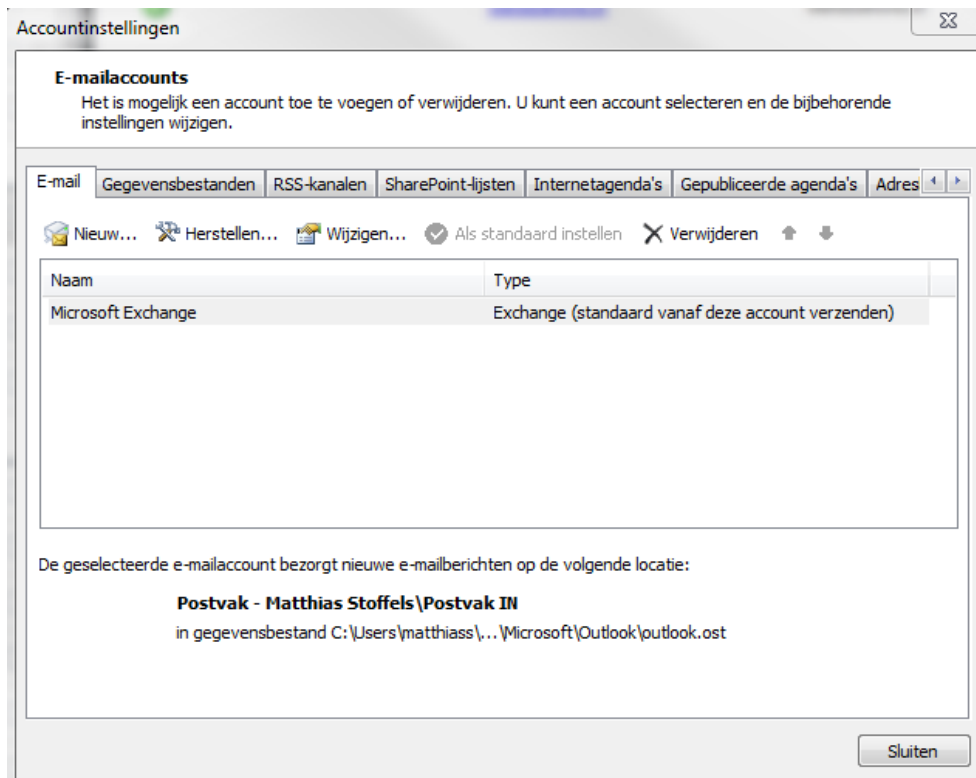 Accountinstellingen
E-mailaccounts
Het is mogelijk een account toe te voegen of verwijderen. U kunt een account selecteren en de bijbehorende
instellingen wijzigen.
E-mail Gegevensbestanden RSS-kanalen SharePoint-lijsten Internetagenda's Gepubliceerde agenda's Adres
Nieuw... Herstellen... Wijzigen... Als standaard instellen Verwijderen
Naam Type
Microsoft Exchange Exchange (standaard vanaf deze account verzenden)
De geselecteerde e-mailaccount bezorgt nieuwe e-mailberichten op de volgende locatie:
Postvak - Matthias Stoffels\Postvak IN
in gegevensbestand C:\Users\matthiass\...\Microsoft\Outlook\outlook.ost
Sluiten